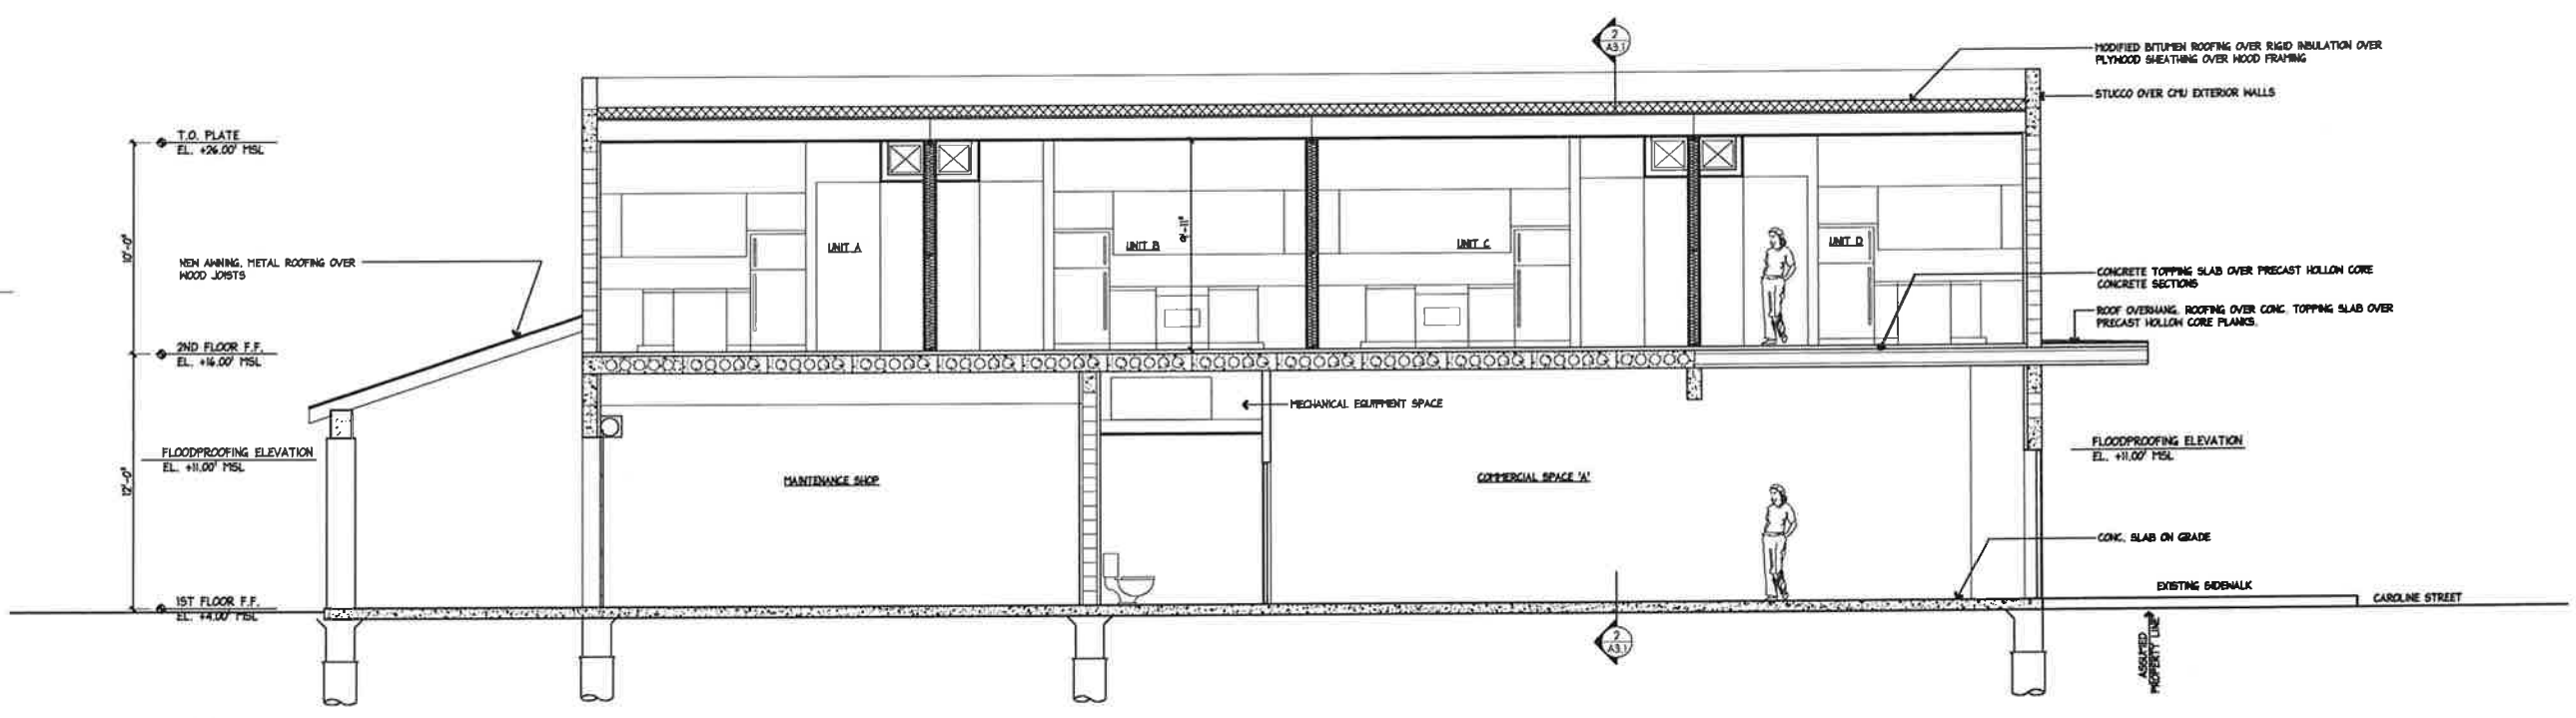 2
A3.1
MODIFIED BITUMEN ROOFING OVER RIGID INSULATION OVER
PLYWOOD SHEATHING OVER WOOD FRAMING
STUCCO OVER CMU EXTERIOR WALLS
T.O. PLATE
EL. +26.00' MSL
10'-0"
NEW AWNING, METAL ROOFING OVER
WOOD JOISTS
UNIT A
UNIT B
9'-11"
UNIT C
UNIT D
CONCRETE TOPPING SLAB OVER PRECAST HOLLOW CORE
CONCRETE SECTIONS
ROOF OVERHANG, ROOFING OVER CONC. TOPPING SLAB OVER
PRECAST HOLLOW CORE PLANKS.
2ND FLOOR F.F.
EL. +16.00' MSL
MECHANICAL EQUIPMENT SPACE
FLOODPROOFING ELEVATION
EL. +11.00' MSL
12'-0"
MAINTENANCE SHOP
COMMERCIAL SPACE 'A'
FLOODPROOFING ELEVATION
EL. +11.00' MSL
CONC. SLAB ON GRADE
EXISTING SIDEWALK
CAROLINE STREET
1ST FLOOR F.F.
EL. +4.00' MSL
2
A3.1
ASSUMED
PROPERTY LINE